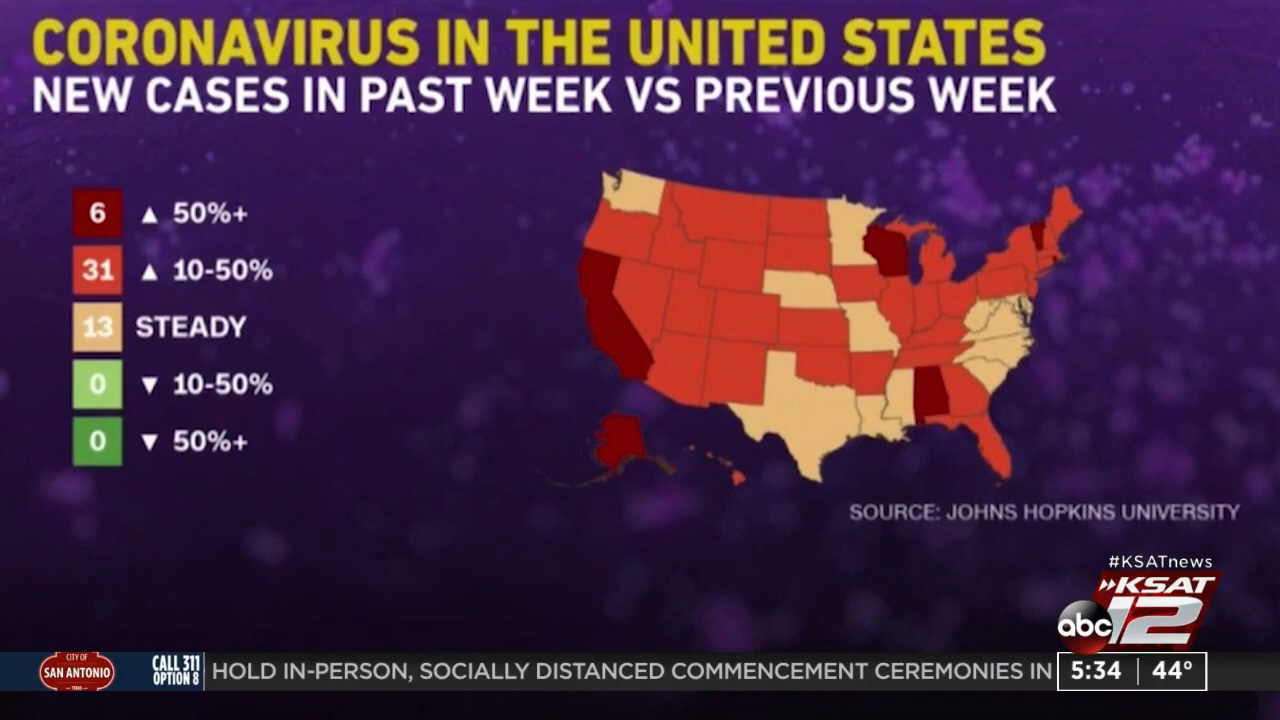 CORONAVIRUS IN THE UNITED STATES
NEW CASES IN PAST WEEK VS PREVIOUS WEEK
6 ▲ 50%+
31 ▲ 10-50%
13 STEADY
0 ▼ 10-50%
0 ▼ 50%+
SOURCE: JOHNS HOPKINS UNIVERSITY
#KSATnews
KSAT
abc 12
CITY OF
SAN ANTONIO
TEXAS
CALL 311
OPTION 8
HOLD IN-PERSON, SOCIALLY DISTANCED COMMENCEMENT CEREMONIES IN
5:34 44°